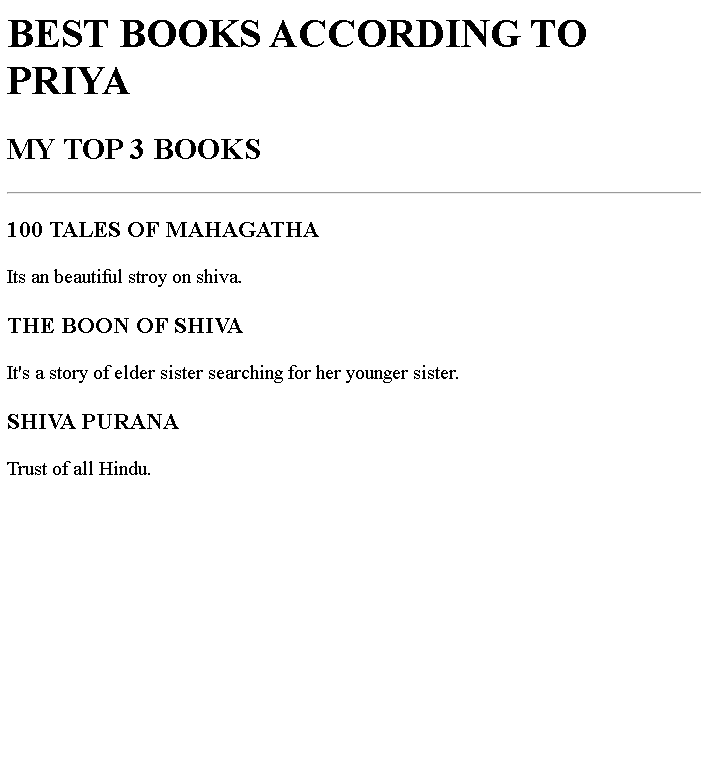 BEST BOOKS ACCORDING TO
PRIYA
MY TOP 3 BOOKS
100 TALES OF MAHAGATHA
Its an beautiful stroy on shiva.
THE BOON OF SHIVA
It's a story of elder sister searching for her younger sister.
SHIVA PURANA
Trust of all Hindu.